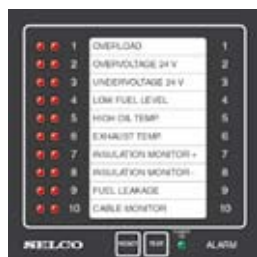 1 OVERLOAD 1
2 OVERVOLTAGE 24 V 2
3 UNDERVOLTAGE 24 V 3
4 LOW FUEL LEVEL 4
5 HIGH OIL TEMP 5
6 EXHAUST TEMP. 6
7 INSULATION MONITOR + 7
8 INSULATION MONITOR- 8
9 FUEL LEAKAGE 9
10 CABLE MONITOR 10
SELCO RESET ALARM